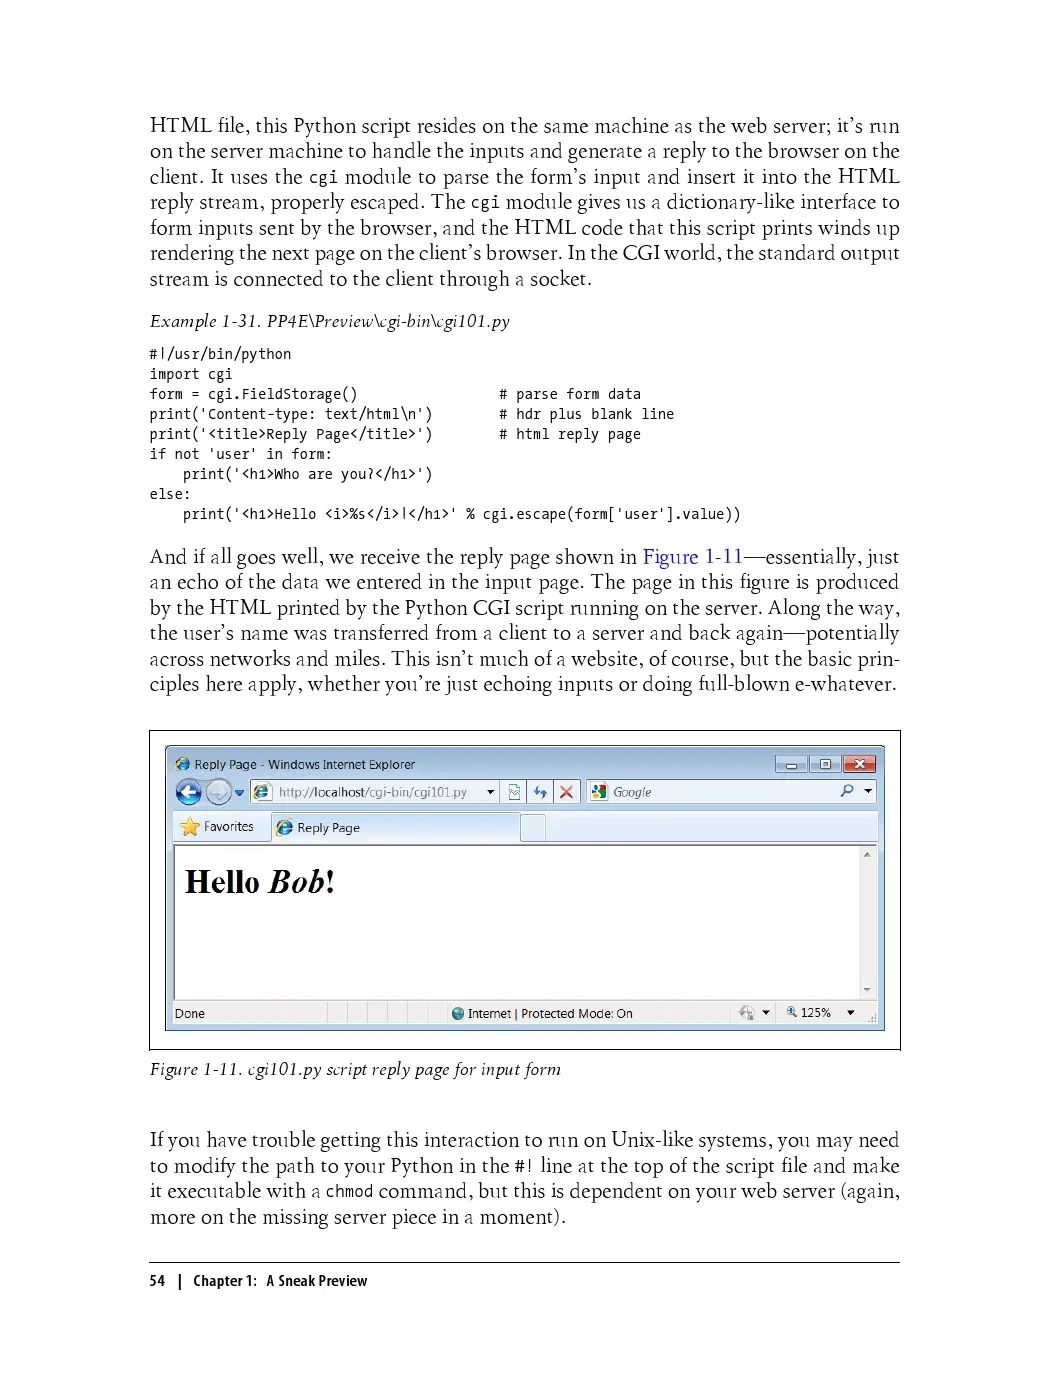 HTML file, this Python script resides on the same machine as the web server; it’s run
on the server machine to handle the inputs and generate a reply to the browser on the
client. It uses the cgi module to parse the form’s input and insert it into the HTML
reply stream, properly escaped. The cgi module gives us a dictionary-like interface to
form inputs sent by the browser, and the HTML code that this script prints winds up
rendering the next page on the client’s browser. In the CGI world, the standard output
stream is connected to the client through a socket.
Example 1-31. PP4E\Preview\cgi-bin\cgi101.py
#!/usr/bin/python
import cgi
form = cgi.FieldStorage() # parse form data
print('Content-type: text/html\n') # hdr plus blank line
print('<title>Reply Page</title>') # html reply page
if not 'user' in form:
    print('<h1>Who are you?</h1>')
else:
    print('<h1>Hello <i>%s</i>!</h1>' % cgi.escape(form['user'].value))
And if all goes well, we receive the reply page shown in Figure 1-11—essentially, just
an echo of the data we entered in the input page. The page in this figure is produced
by the HTML printed by the Python CGI script running on the server. Along the way,
the user’s name was transferred from a client to a server and back again—potentially
across networks and miles. This isn’t much of a website, of course, but the basic prin-
ciples here apply, whether you’re just echoing inputs or doing full-blown e-whatever.
Reply Page - Windows Internet Explorer
http://localhost/cgi-bin/cgi101.py Google
Favorites Reply Page
Hello Bob!
Done Internet | Protected Mode: On 125%
Figure 1-11. cgi101.py script reply page for input form
If you have trouble getting this interaction to run on Unix-like systems, you may need
to modify the path to your Python in the #! line at the top of the script file and make
it executable with a chmod command, but this is dependent on your web server (again,
more on the missing server piece in a moment).
54 | Chapter 1: A Sneak Preview